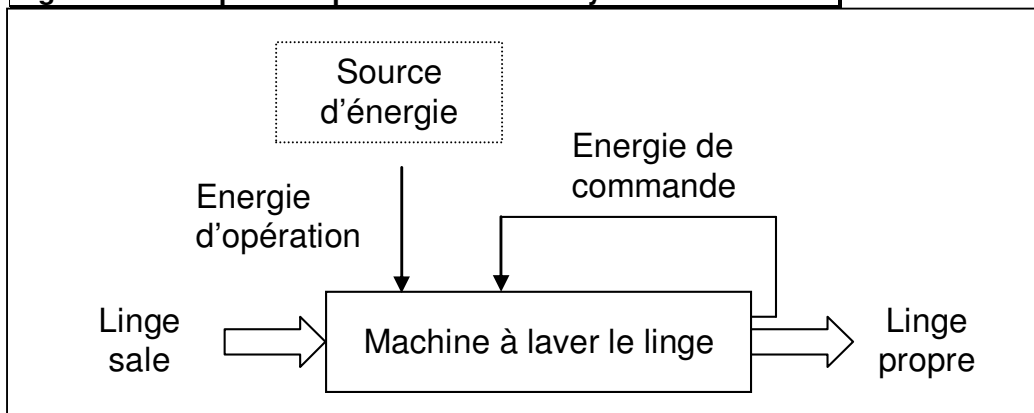 Source
d'énergie
Energie de
commande
Energie
d'opération
Linge
sale
Machine à laver le linge
Linge
propre